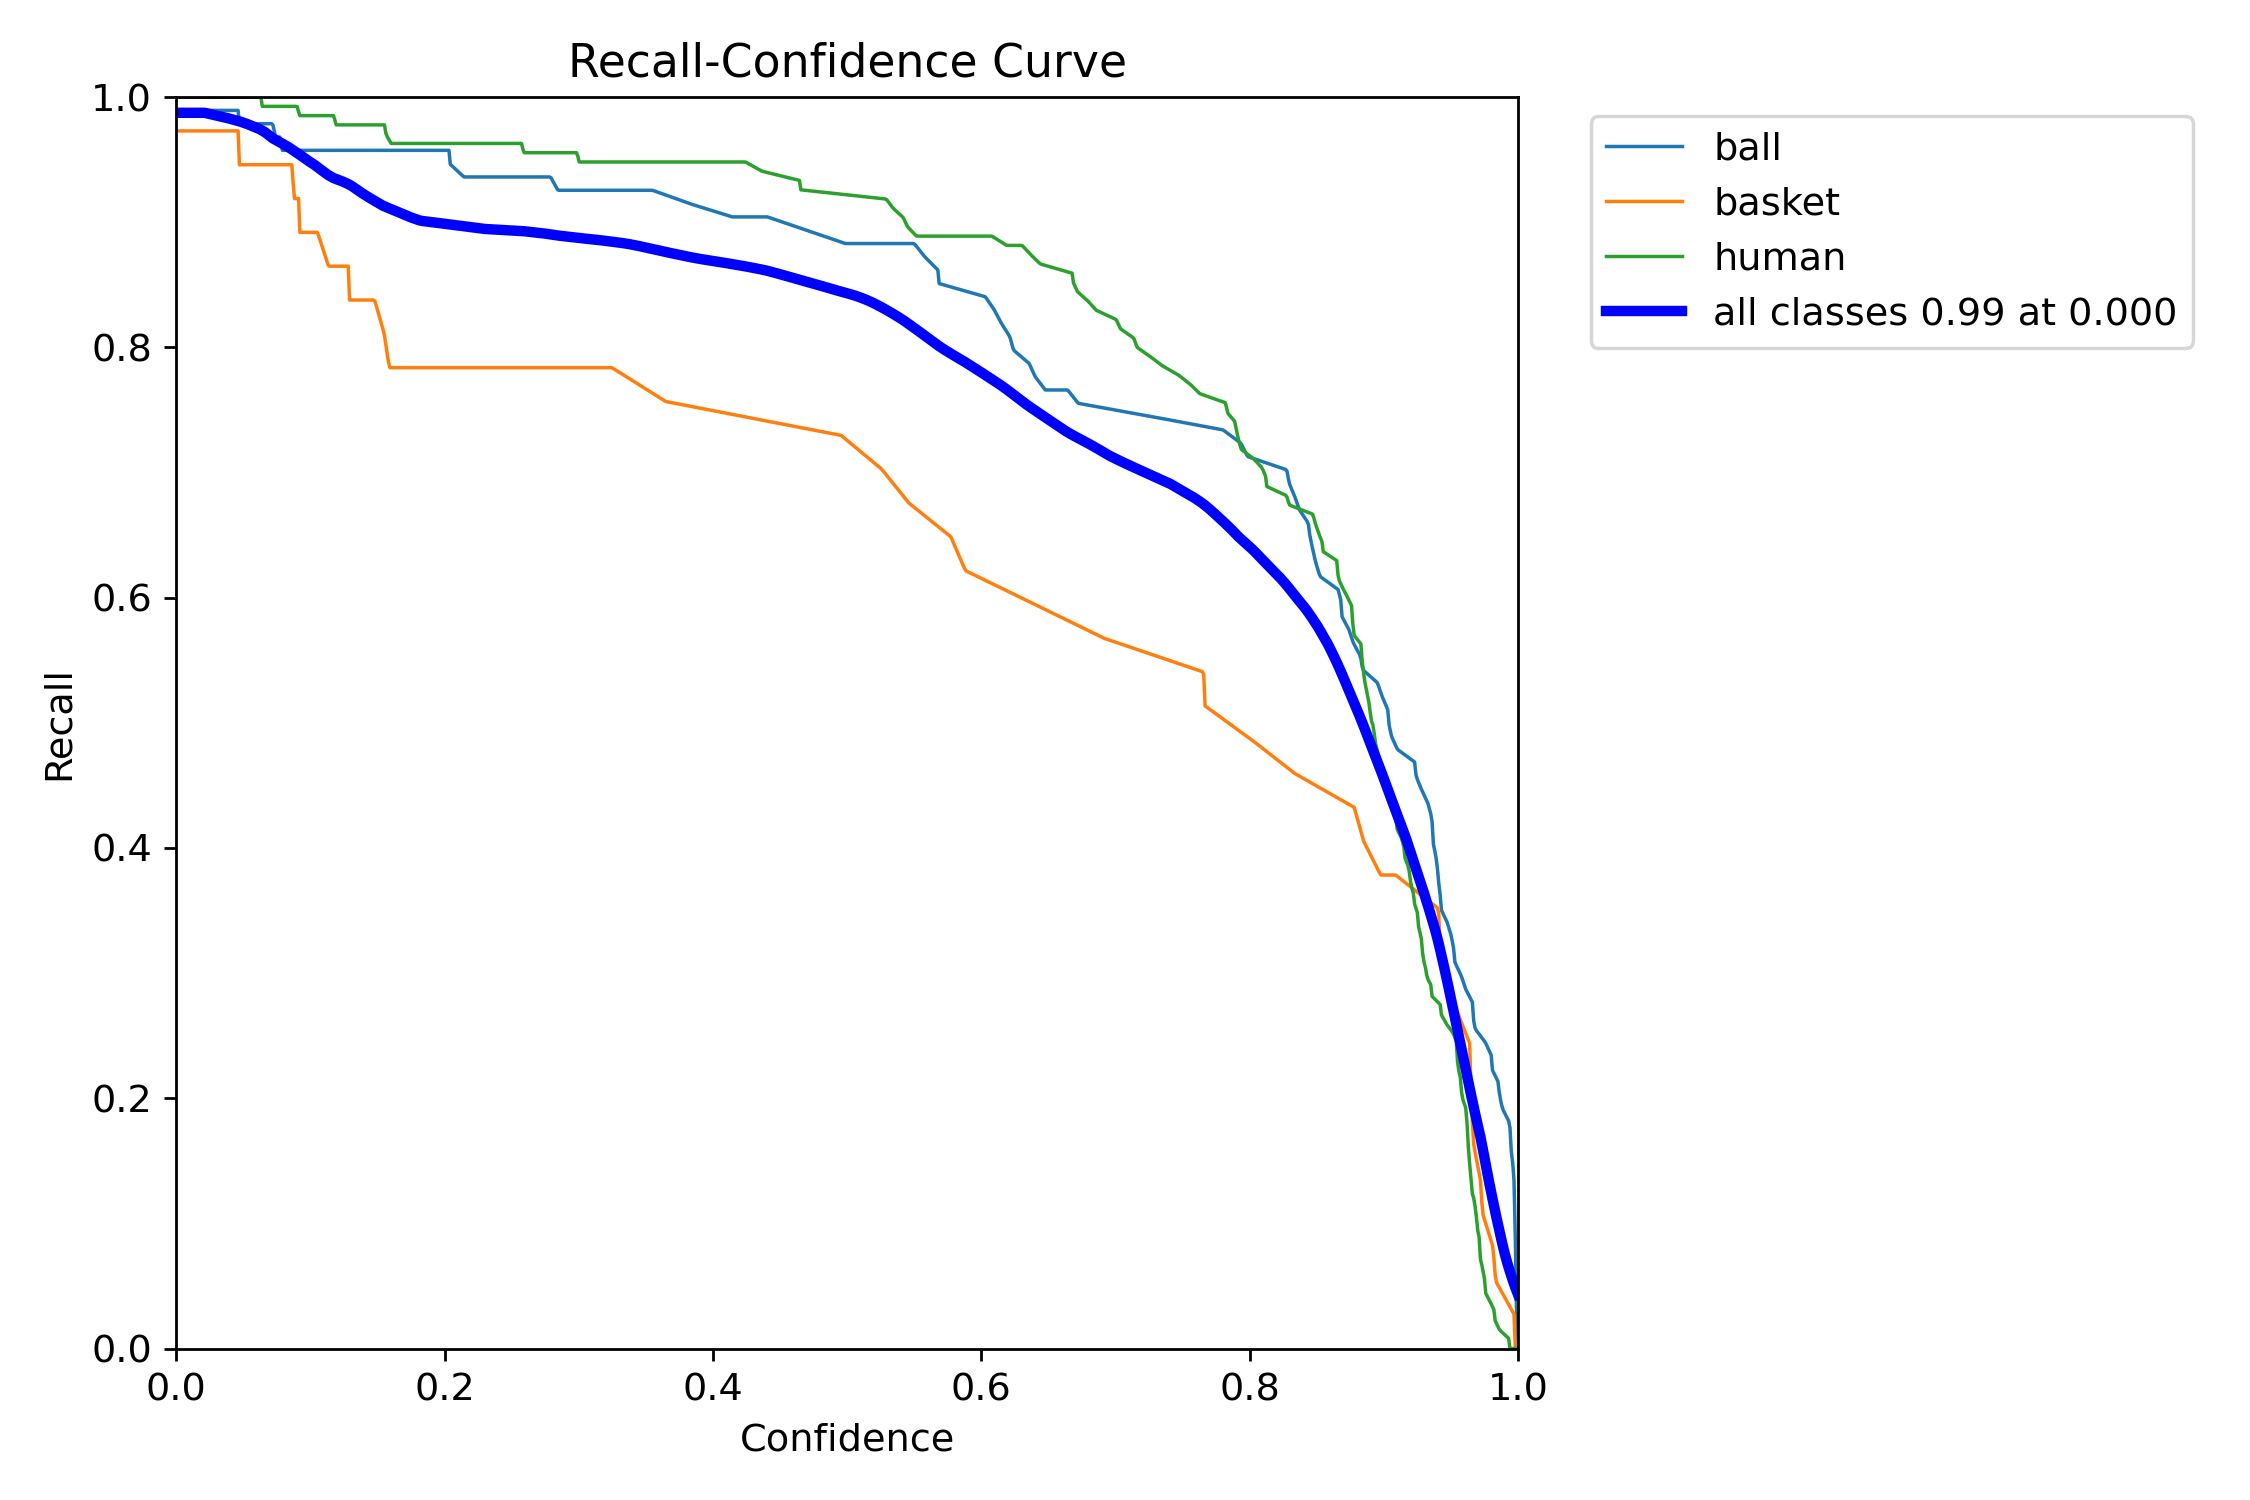 Recall-Confidence Curve
1.0
0.8
0.6
0.4
0.2
0.0
Recall
0.0 0.2 0.4 0.6 0.8 1.0
Confidence
ball
basket
human
all classes 0.99 at 0.000